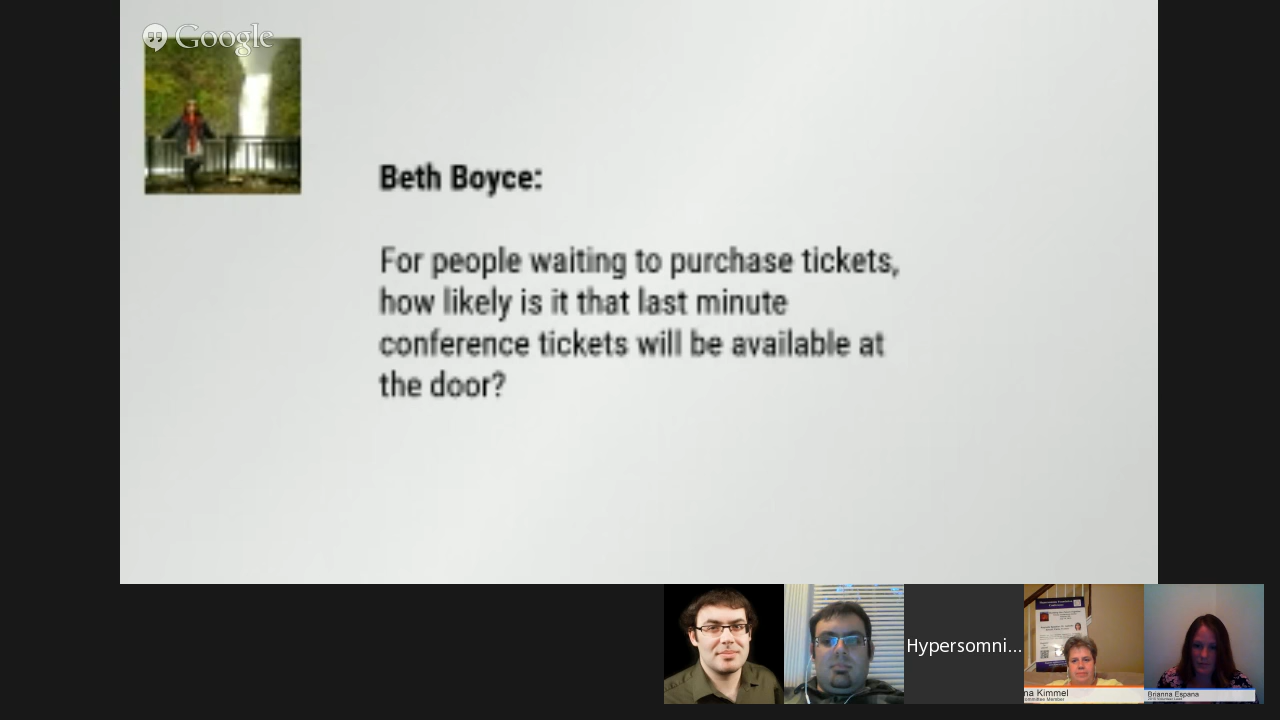 Google
Beth Boyce:
For people waiting to purchase tickets,
how likely is it that last minute
conference tickets will be available at
the door?
Hypersomni...
na Kimmel
Brianna Espana